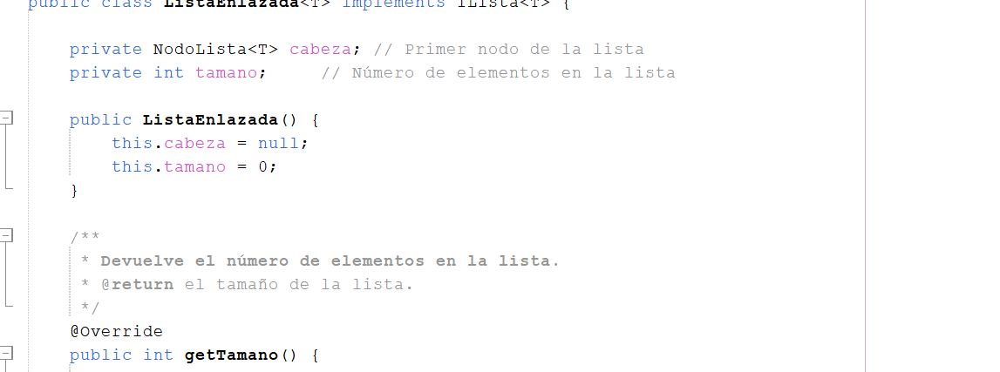 public class ListaEnlazada<T> implements ILista<T> {
private NodoLista<T> cabeza; // Primer nodo de la lista
private int tamano; // Número de elementos en la lista
public ListaEnlazada() {
this.cabeza = null;
this.tamano = 0;
}
/**
* Devuelve el número de elementos en la lista.
* @return el tamaño de la lista.
*/
@Override
public int getTamano() {